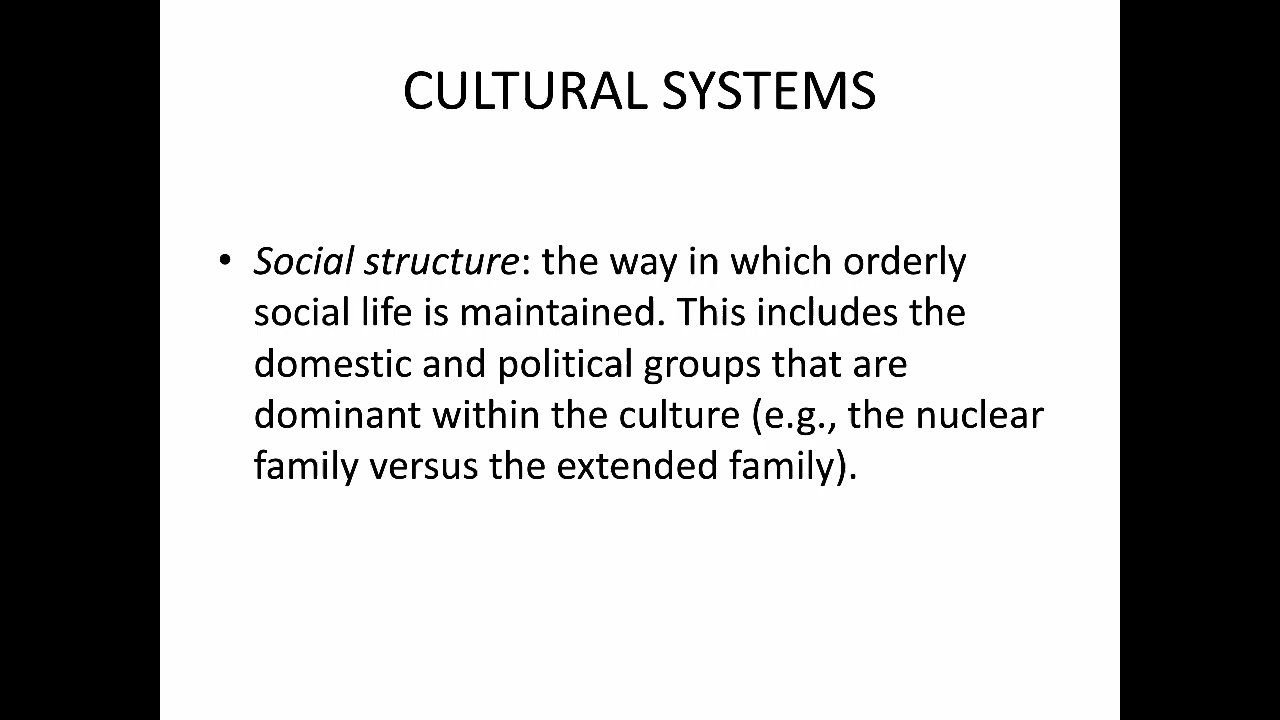 CULTURAL SYSTEMS
• Social structure: the way in which orderly
social life is maintained. This includes the
domestic and political groups that are
dominant within the culture (e.g., the nuclear
family versus the extended family).